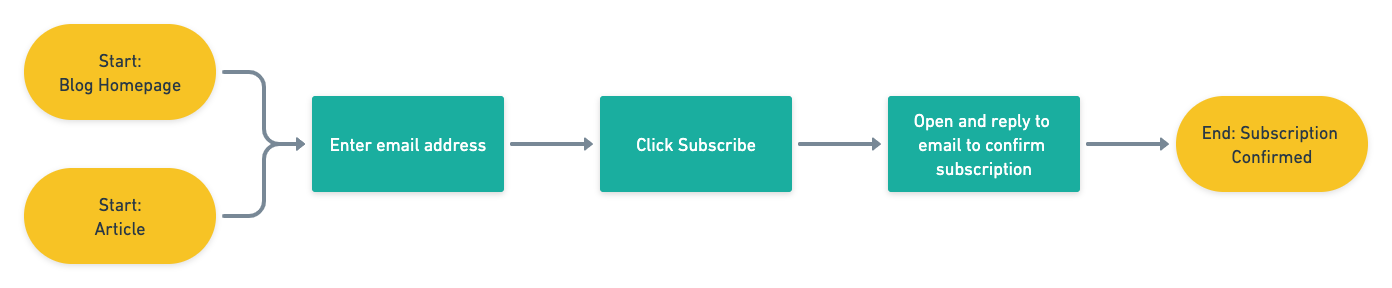 Start:
Blog Homepage
Start:
Article
Enter email address
Click Subscribe
Open and reply to
email to confirm
subscription
End: Subscription
Confirmed